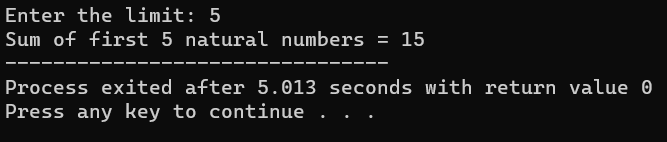 Enter the limit: 5
Sum of first 5 natural numbers = 15
--------------------------------
Process exited after 5.013 seconds with return value 0
Press any key to continue . . .